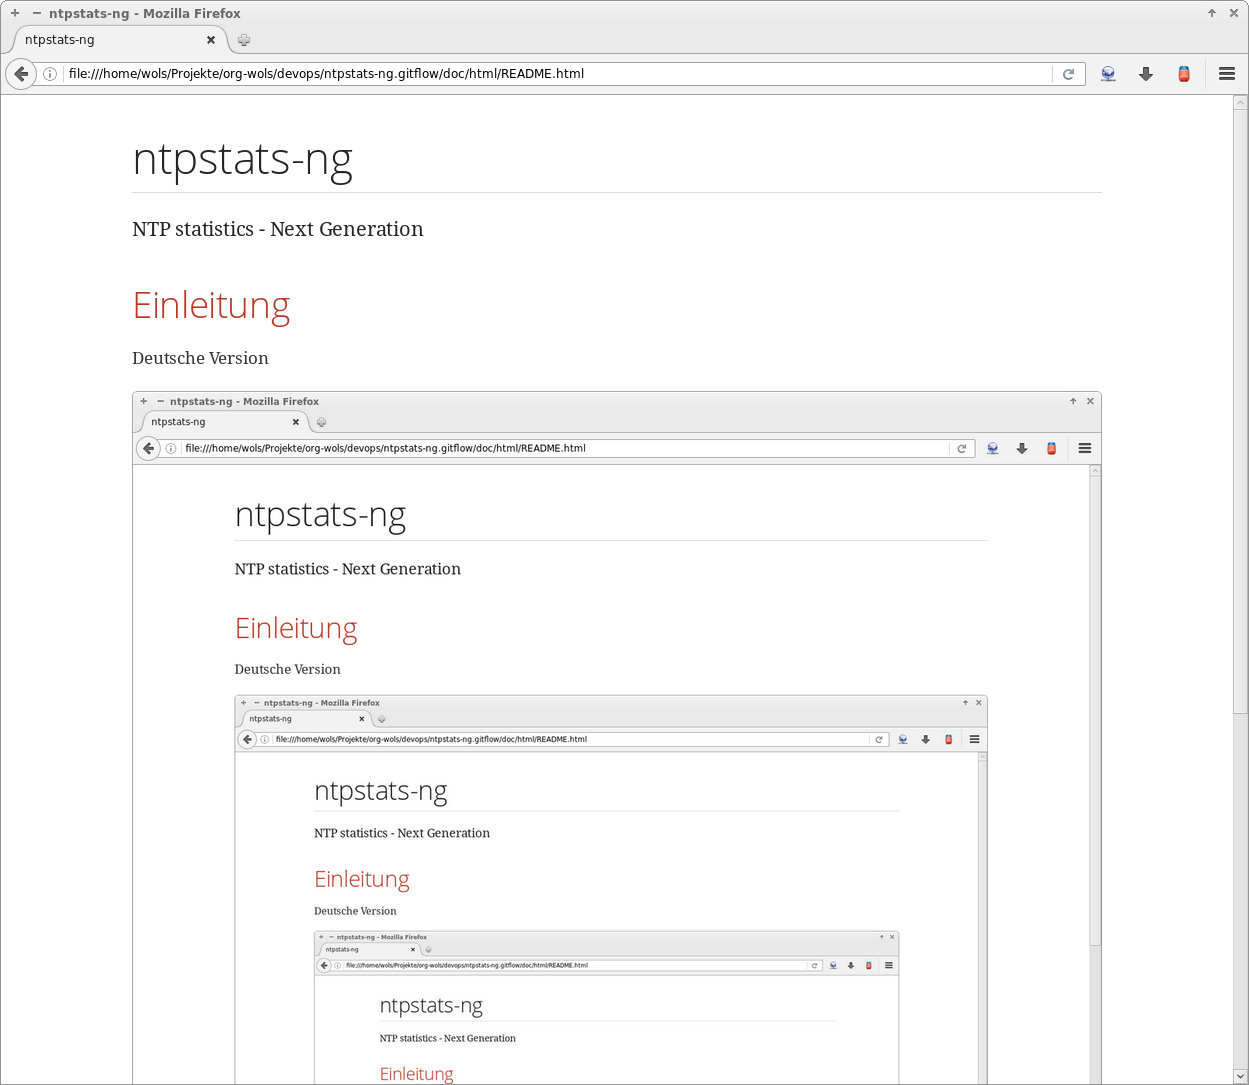 ntpstats-ng - Mozilla Firefox
ntpstats-ng
file:///home/wols/Projekte/org-wols/devops/ntpstats-ng.gitflow/doc/html/README.html
ntpstats-ng
NTP statistics - Next Generation
Einleitung
Deutsche Version
ntpstats-ng - Mozilla Firefox
ntpstats-ng
file:///home/wols/Projekte/org-wols/devops/ntpstats-ng.gitflow/doc/html/README.html
ntpstats-ng
NTP statistics - Next Generation
Einleitung
Deutsche Version
ntpstats-ng - Mozilla Firefox
ntpstats-ng
file:///home/wols/Projekte/org-wols/devops/ntpstats-ng.gitflow/doc/html/README.html
ntpstats-ng
NTP statistics - Next Generation
Einleitung
Deutsche Version
ntpstats-ng - Mozilla Firefox
ntpstats-ng
file:///home/wols/Projekte/org-wols/devops/ntpstats-ng.gitflow/doc/html/README.html
ntpstats-ng
NTP statistics - Next Generation
Einleitung